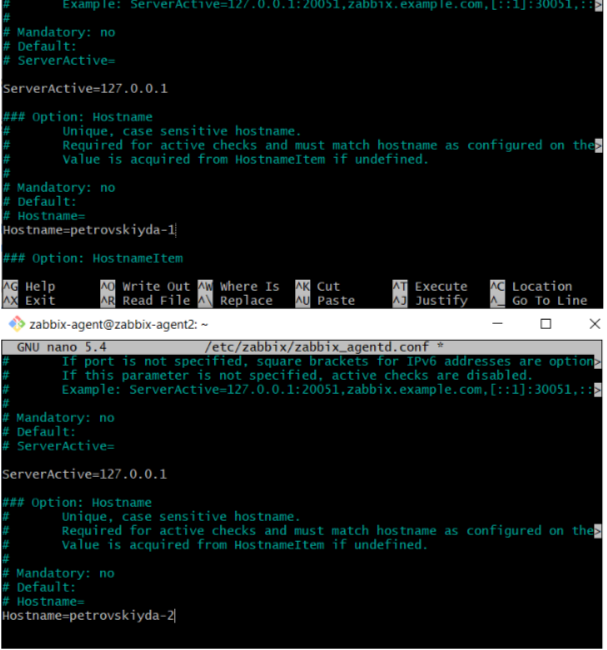 #       Example: ServerActive=127.0.0.1:20051,zabbix.example.com,[::1]:30051,::>
#
# Mandatory: no
# Default:
# ServerActive=
ServerActive=127.0.0.1
### Option: Hostname
#       Unique, case sensitive hostname.
#       Required for active checks and must match hostname as configured on the>
#       Value is acquired from HostnameItem if undefined.
#
# Mandatory: no
# Default:
# Hostname=
Hostname=petrovskiyda-1
### Option: HostnameItem
^G Help ^O Write Out ^W Where Is ^K Cut ^T Execute ^C Location
^X Exit ^R Read File ^\ Replace ^U Paste ^J Justify ^_ Go To Line
zabbix-agent@zabbix-agent2: ~
GNU nano 5.4 /etc/zabbix/zabbix_agentd.conf *
#       If port is not specified, square brackets for IPv6 addresses are option>
#       If this parameter is not specified, active checks are disabled.
#       Example: ServerActive=127.0.0.1:20051,zabbix.example.com,[::1]:30051,::>
#
# Mandatory: no
# Default:
# ServerActive=
ServerActive=127.0.0.1
### Option: Hostname
#       Unique, case sensitive hostname.
#       Required for active checks and must match hostname as configured on the>
#       Value is acquired from HostnameItem if undefined.
#
# Mandatory: no
# Default:
# Hostname=
Hostname=petrovskiyda-2